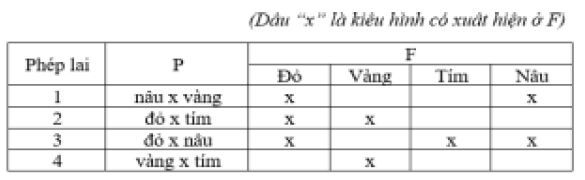 (Dấu “x” là kiểu hình có xuất hiện ở F)
Phép lai P F
Đỏ Vàng Tím Nâu
1 nâu x vàng x x
2 đỏ x tím x x
3 đỏ x nâu x x x
4 vàng x tím x